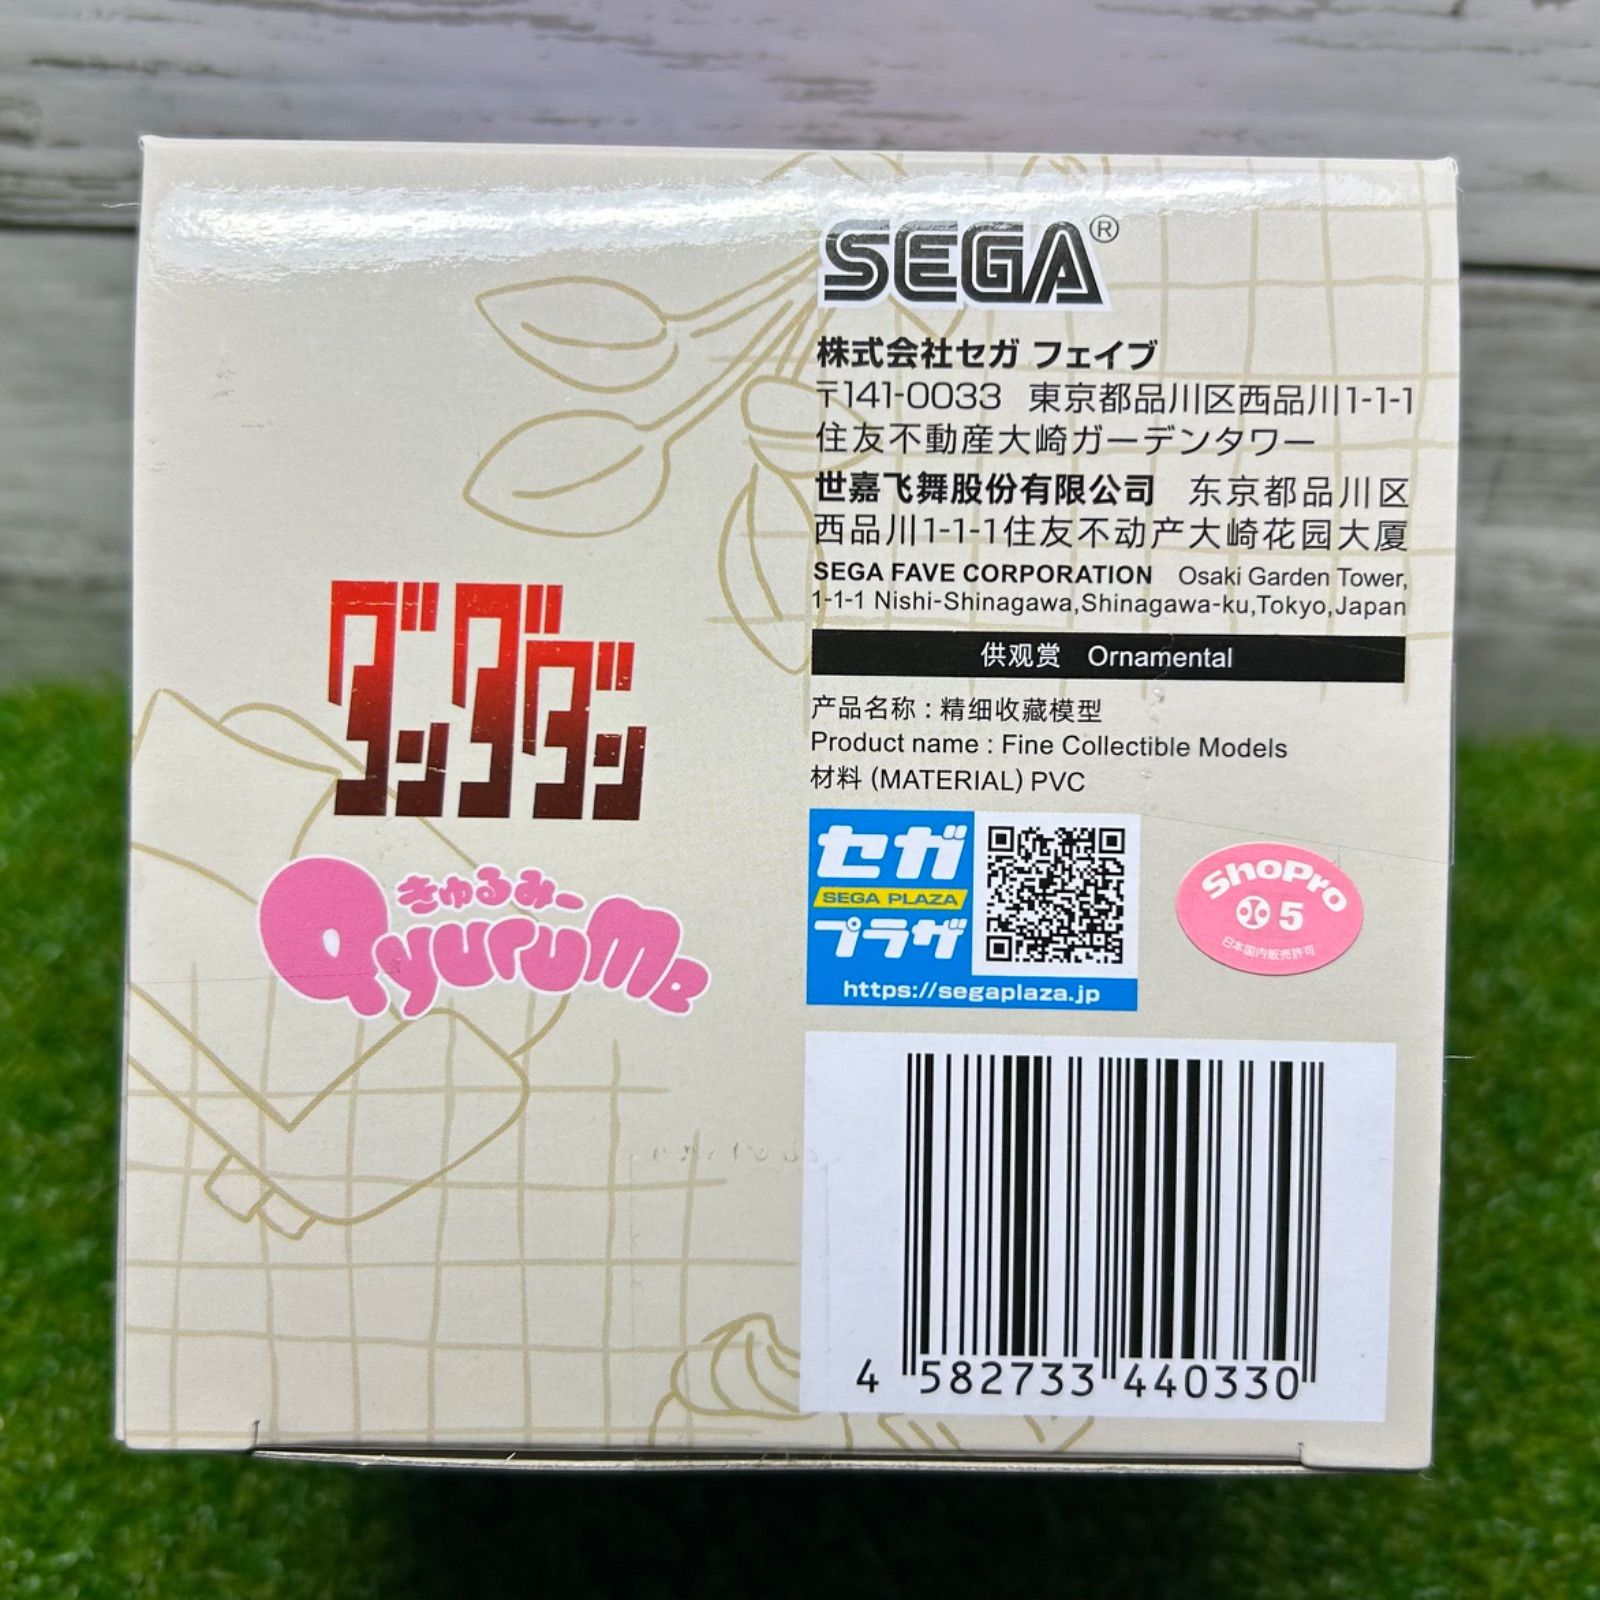 SEGA®
株式会社セガ フェイブ
〒141-0033 東京都品川区西品川1-1-1
住友不動産大崎ガーデンタワー
世嘉飞舞股份有限公司 东京都品川区
西品川1-1-1住友不动产大崎花园大厦
SEGA FAVE CORPORATION Osaki Garden Tower,
1-1-1 Nishi-Shinagawa,Shinagawa-ku,Tokyo,Japan
供观赏 Ornamental
产品名称 : 精细收藏模型
Product name : Fine Collectible Models
材料 (MATERIAL) PVC
ダンダダン
きゅるみー
QyuruMe
セガ
SEGA PLAZA
プラザ
https://segaplaza.jp
ShoPro
5
日本国内販売許可
4 582733 440330